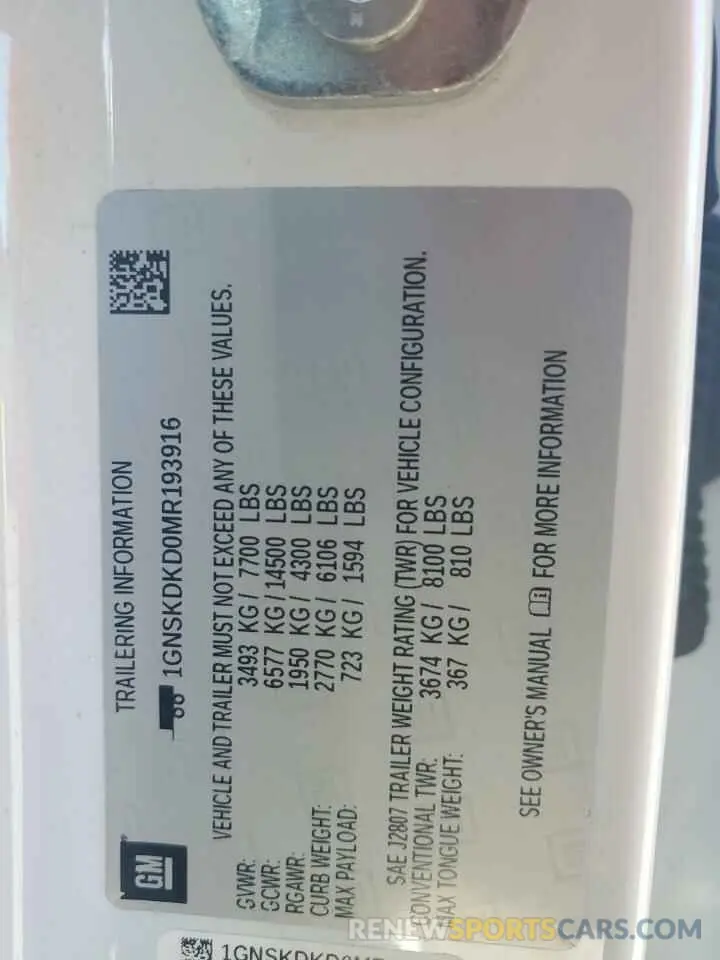 TRAILERING INFORMATION
1GNSKDKD0MR193916
GM
VEHICLE AND TRAILER MUST NOT EXCEED ANY OF THESE VALUES.
GVWR: 3493 KG / 7700 LBS
GCWR: 6577 KG / 14500 LBS
RGAWR: 1950 KG / 4300 LBS
CURB WEIGHT: 2770 KG / 6106 LBS
MAX PAYLOAD: 723 KG / 1594 LBS
SAE J2807 TRAILER WEIGHT RATING (TWR) FOR VEHICLE CONFIGURATION.
CONVENTIONAL TWR: 3674 KG / 8100 LBS
MAX TONGUE WEIGHT: 367 KG / 810 LBS
SEE OWNER'S MANUAL FOR MORE INFORMATION
RENEWSPORTSCARS.COM